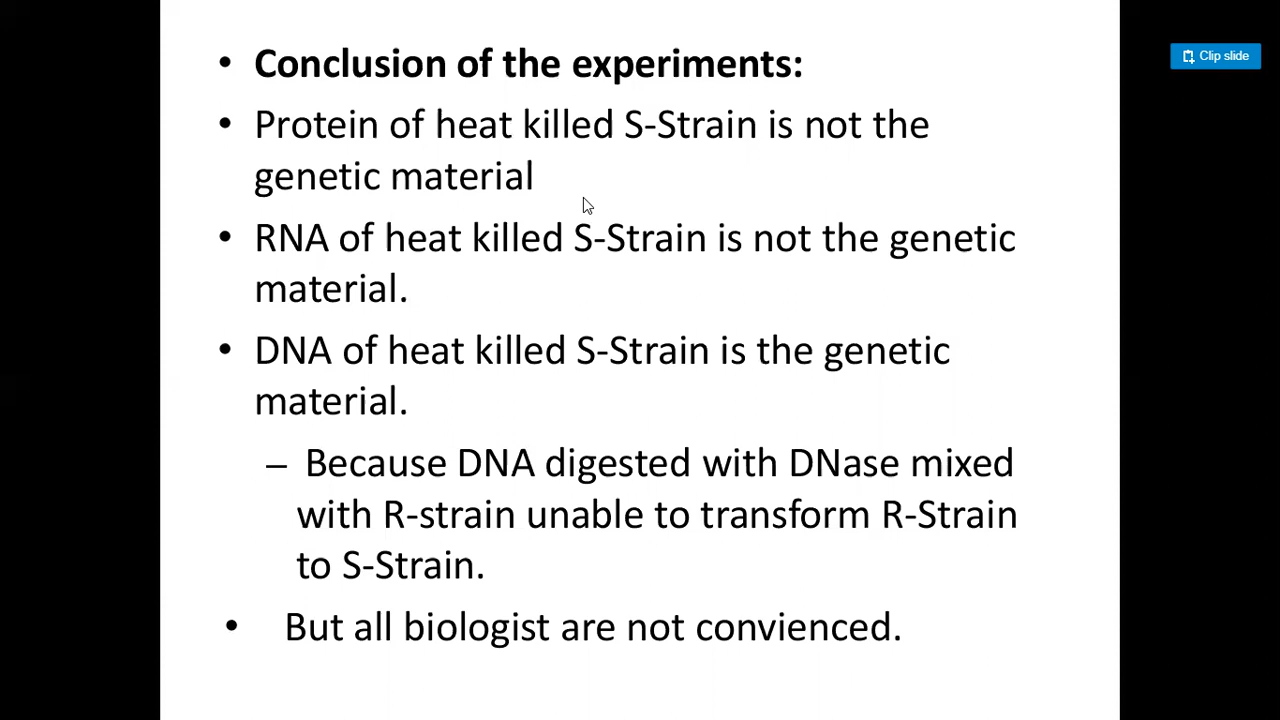 Clip slide
• Conclusion of the experiments:
• Protein of heat killed S-Strain is not the
genetic material
• RNA of heat killed S-Strain is not the genetic
material.
• DNA of heat killed S-Strain is the genetic
material.
– Because DNA digested with DNase mixed
with R-strain unable to transform R-Strain
to S-Strain.
• But all biologist are not convienced.